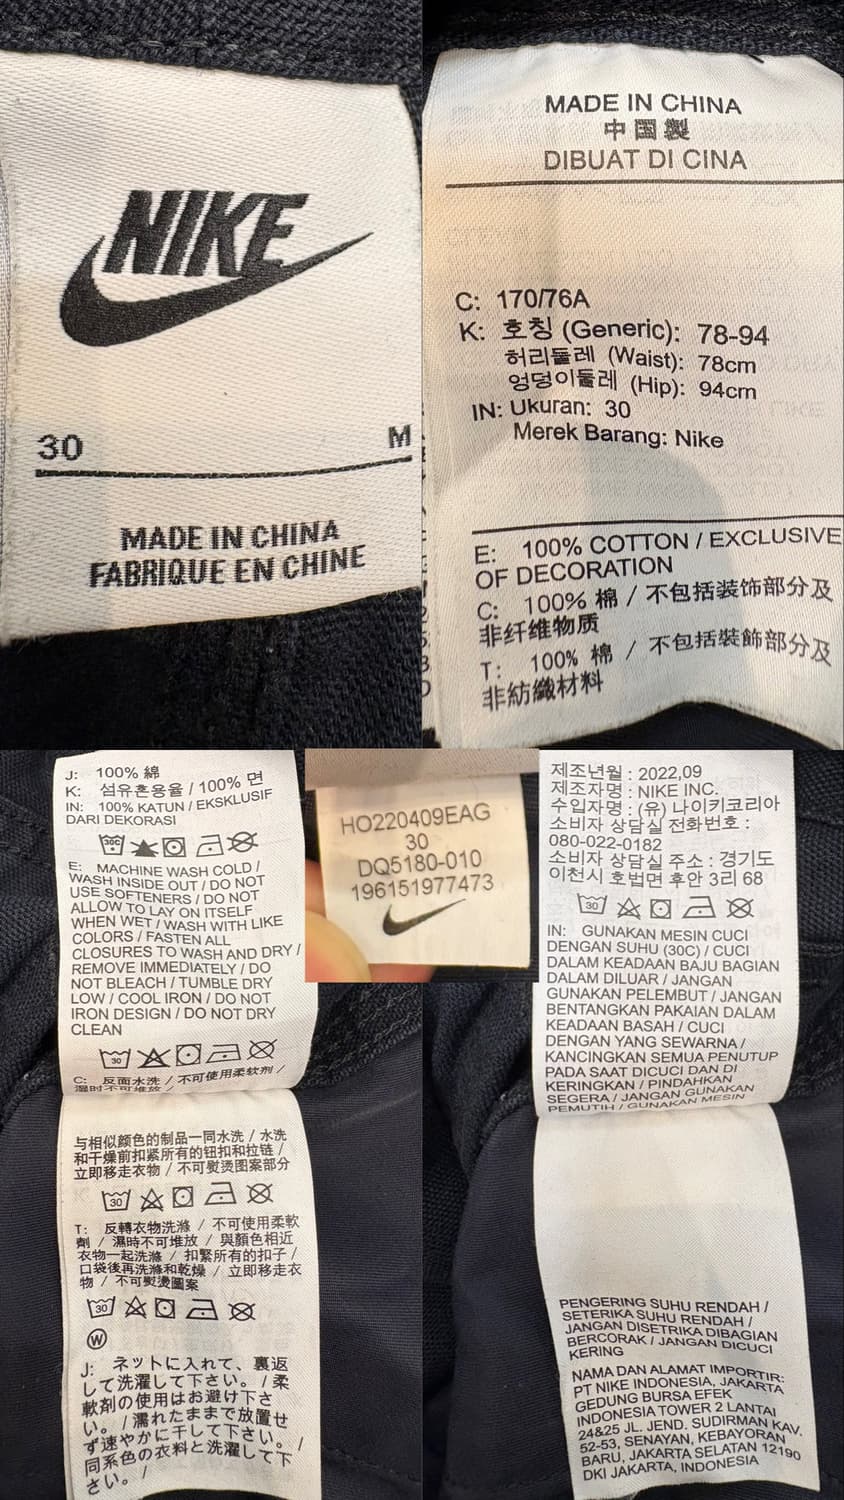 NIKE
30 M
MADE IN CHINA
FABRIQUE EN CHINE
MADE IN CHINA
中国製
DIBUAT DI CINA
C: 170/76A
K: 호칭 (Generic): 78-94
허리둘레 (Waist): 78cm
엉덩이둘레 (Hip): 94cm
IN: Ukuran: 30
Merek Barang: Nike
E: 100% COTTON / EXCLUSIVE
OF DECORATION
C: 100% 棉 / 不包括装饰部分及
非纤维物质
T: 100% 棉 / 不包括裝飾部分及
非紡織材料
J: 100% 綿
K: 섬유혼용율 / 100% 면
IN: 100% KATUN / EKSKLUSIF
DARI DEKORASI
30C
E: MACHINE WASH COLD /
WASH INSIDE OUT / DO NOT
USE SOFTENERS / DO NOT
ALLOW TO LAY ON ITSELF
WHEN WET / WASH WITH LIKE
COLORS / FASTEN ALL
CLOSURES TO WASH AND DRY /
REMOVE IMMEDIATELY / DO
NOT BLEACH / TUMBLE DRY
LOW / COOL IRON / DO NOT
IRON DESIGN / DO NOT DRY
CLEAN
30
C: 反面水洗 / 不可使用柔软剂 /
湿时不可堆放 /
与相似颜色的制品一同水洗 / 水洗
和干燥前扣紧所有的钮扣和拉链 /
立即移走衣物 / 不可熨烫图案部分
30
T: 反轉衣物洗滌 / 不可使用柔軟
劑 / 濕時不可堆放 / 與顏色相近
衣物一起洗滌 / 扣緊所有的扣子 /
口袋後再洗滌和乾燥 / 立即移走衣
物 / 不可熨燙圖案
30
W
J: ネットに入れて、裏返
して洗濯して下さい。 / 柔
軟剤の使用はお避け下さ
い。 / 濡れたままで放置せ
ず速やかに干して下さい。 /
同系色の衣料と洗濯して下
さい。 /
HO220409EAG
30
DQ5180-010
196151977473
제조년월 : 2022,09
제조자명 : NIKE INC.
수입자명 : (유) 나이키코리아
소비자 상담실 전화번호 :
080-022-0182
소비자 상담실 주소 : 경기도
이천시 호법면 후안 3리 68
30
IN: GUNAKAN MESIN CUCI
DENGAN SUHU (30C) / CUCI
DALAM KEADAAN BAJU BAGIAN
DALAM DILUAR / JANGAN
GUNAKAN PELEMBUT / JANGAN
BENTANGKAN PAKAIAN DALAM
KEADAAN BASAH / CUCI
DENGAN YANG SEWARNA /
KANCINGKAN SEMUA PENUTUP
PADA SAAT DICUCI DAN DI
KERINGKAN / PINDAHKAN
SEGERA / JANGAN GUNAKAN
PEMUTIH / GUNAKAN MESIN
PENGERING SUHU RENDAH /
SETERIKA SUHU RENDAH /
JANGAN DISETRIKA DIBAGIAN
BERCORAK / JANGAN DICUCI
KERING
NAMA DAN ALAMAT IMPORTIR:
PT NIKE INDONESIA, JAKARTA
GEDUNG BURSA EFEK
INDONESIA TOWER 2 LANTAI
24&25 JL. JEND. SUDIRMAN KAV.
52-53, SENAYAN, KEBAYORAN
BARU, JAKARTA SELATAN 12190
DKI JAKARTA, INDONESIA